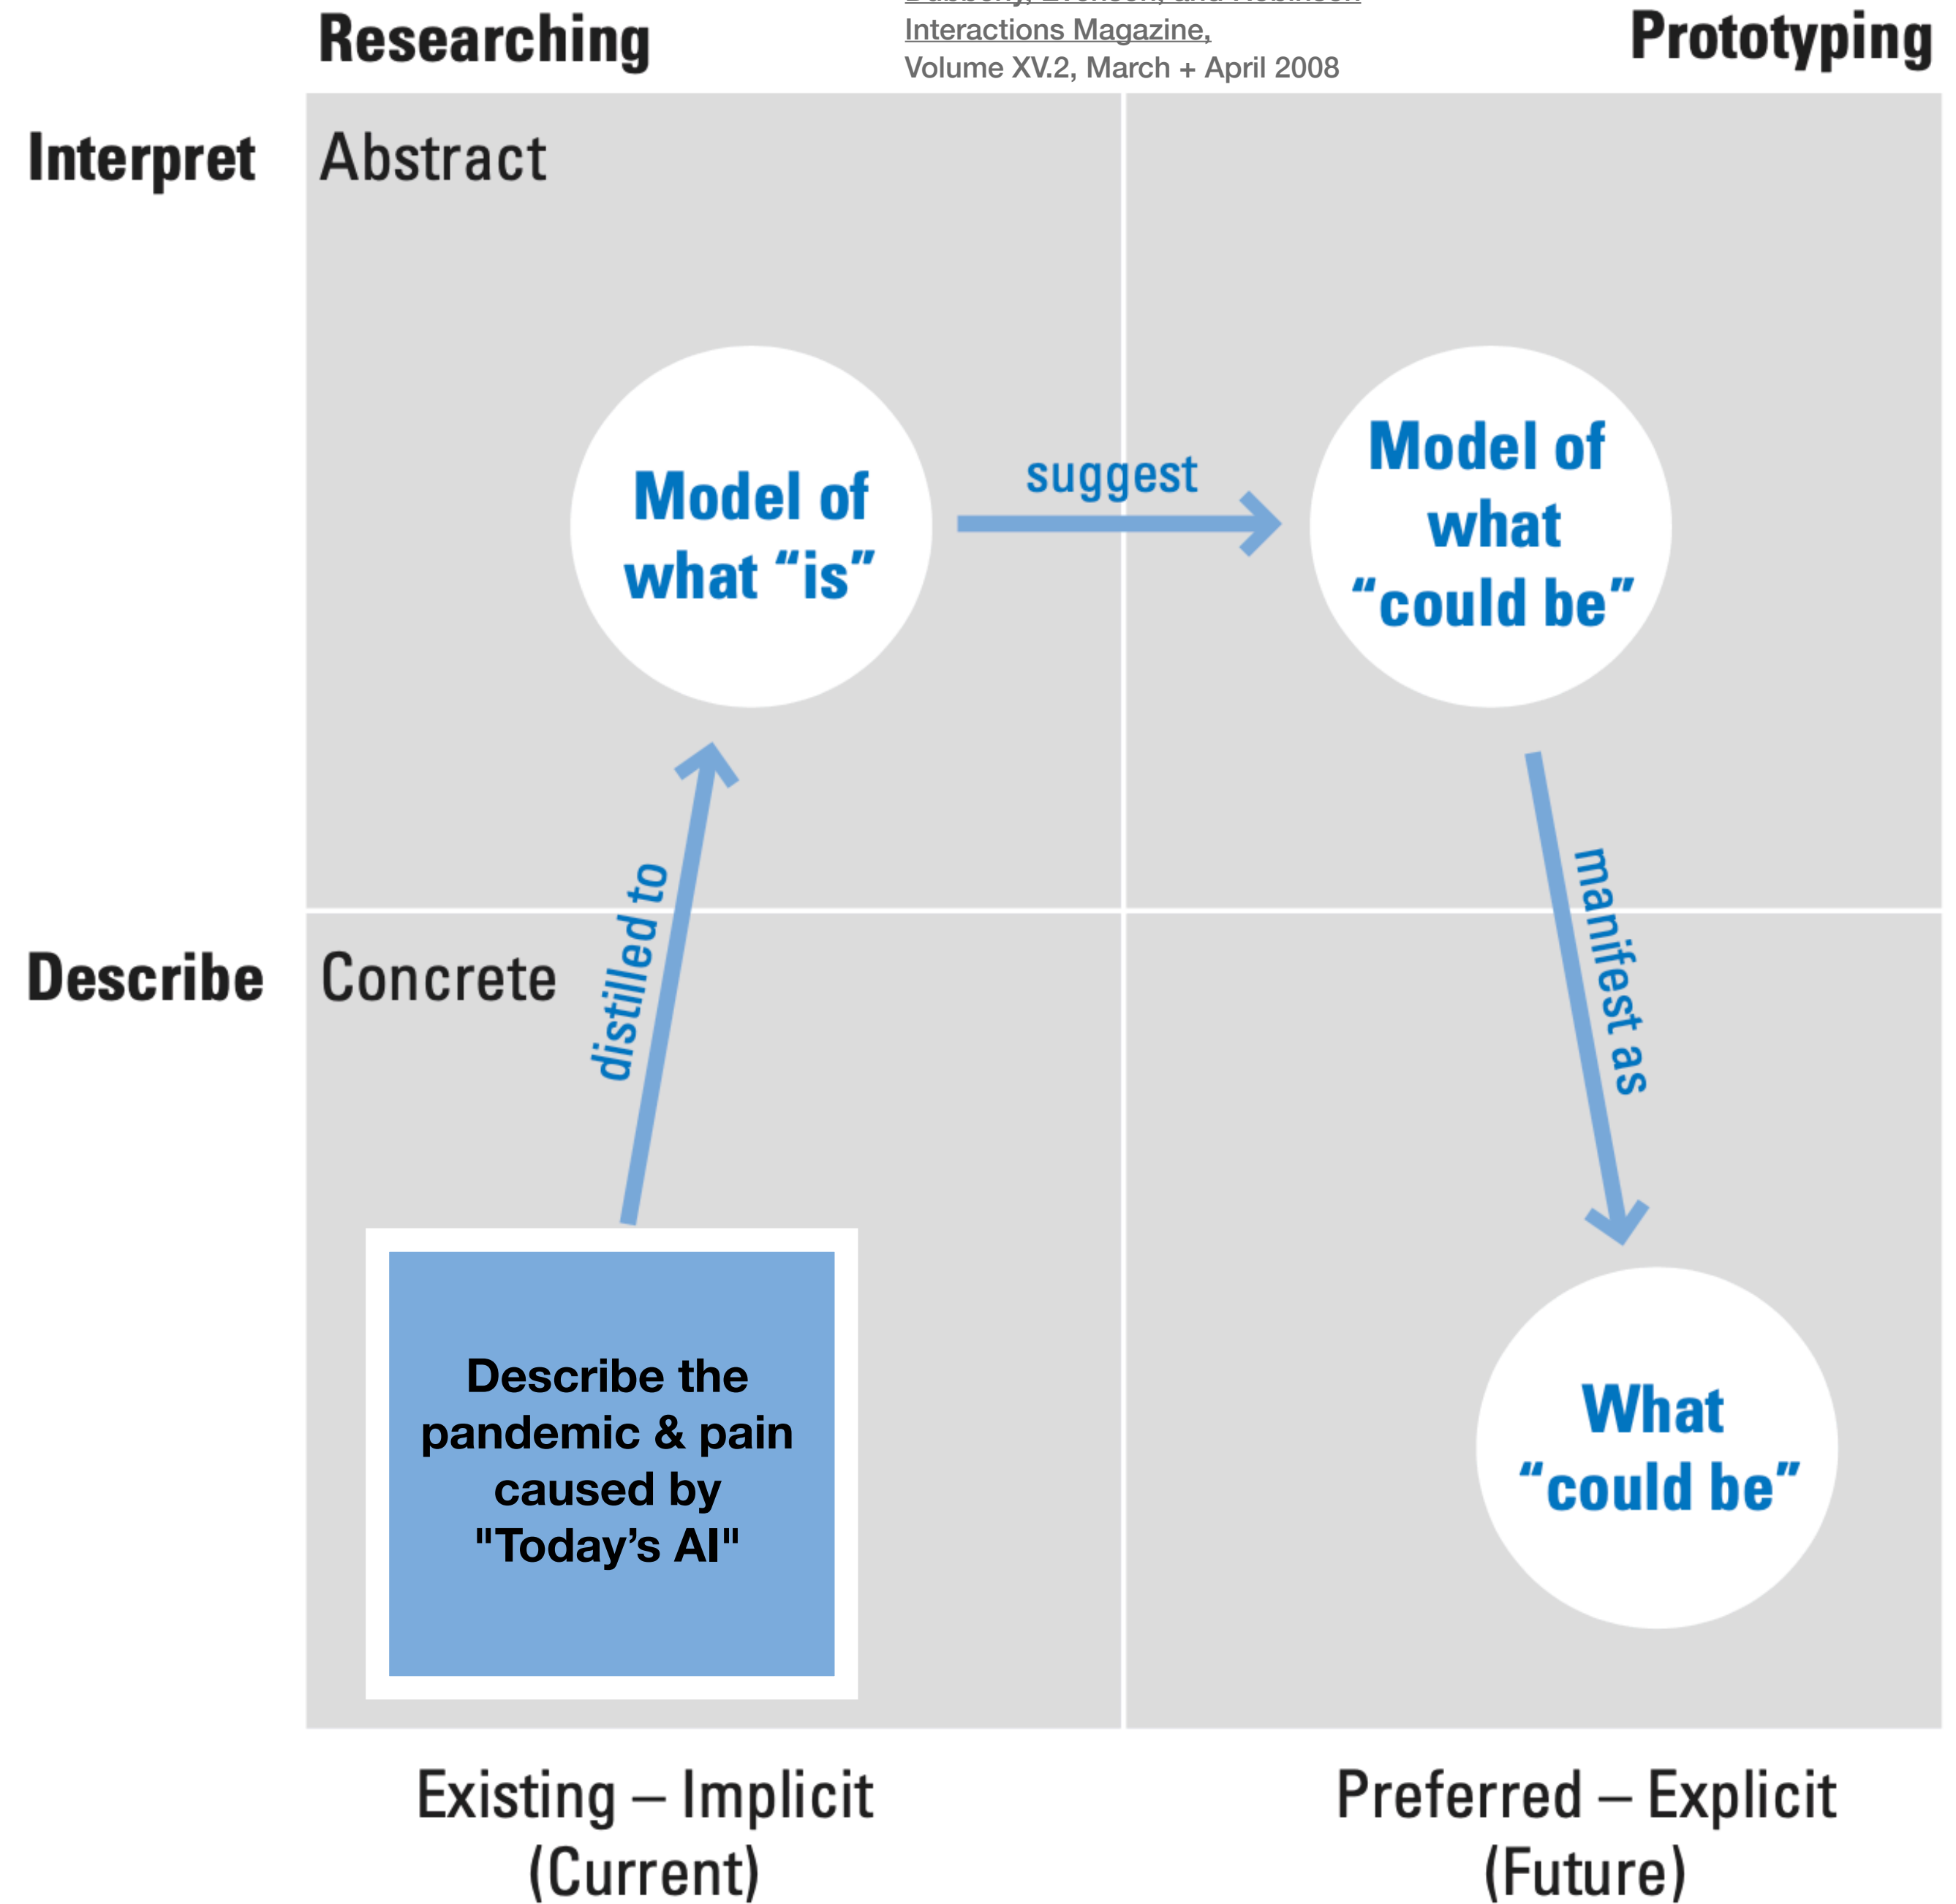 Researching
Interactions Magazine,
Volume XV.2, March + April 2008
Prototyping
Interpret
Abstract
Model of
what “is”
suggest
Model of
what
“could be”
distilled to
manifest as
Describe
Concrete
Describe the
pandemic & pain
caused by
"Today’s AI"
What
“could be”
Existing – Implicit
(Current)
Preferred – Explicit
(Future)